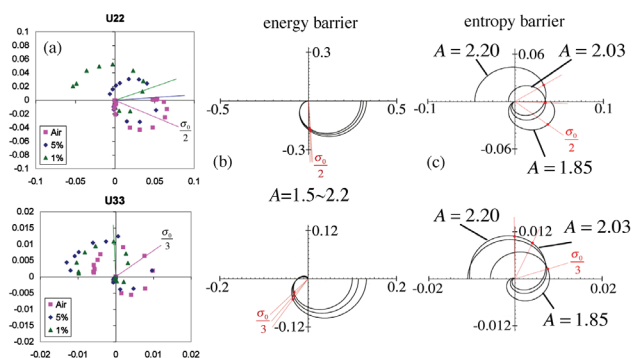 U22
(a)
0.1
0.08
0.06
0.04
0.02
0
-0.02
-0.04
-0.06
-0.08
-0.1
-0.1 -0.05 0 0.05 0.1
Air
5%
1%
σ₀/2
energy barrier
0.3
-0.5 0.5
-0.3
(b)
σ₀/2
A=1.5~2.2
entropy barrier
A = 2.20 0.06 A = 2.03
-0.1 0.1
-0.06
(c)
σ₀/2
A = 1.85
U33
0.02
0.015
0.01
0.005
0
-0.005
-0.01
-0.015
-0.02
-0.02 -0.01 0.0 0.01 0.02
Air
5%
1%
σ₀/3
0.12
-0.2 0.2
-0.12
σ₀/3
A = 2.20 0.012 A = 2.03
-0.02 0.02
-0.012
σ₀/3
A = 1.85